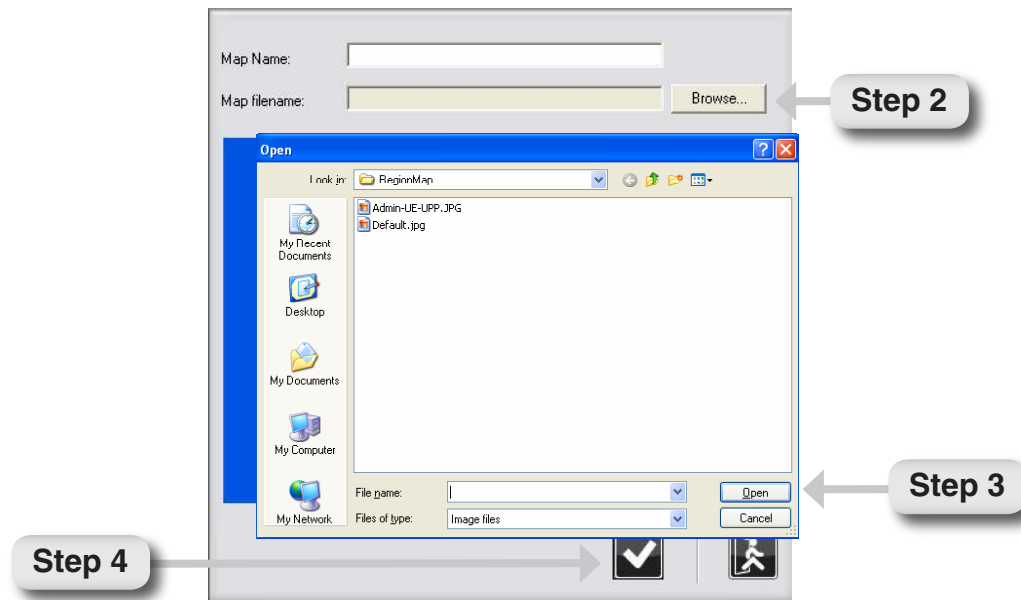 Map Name:
Map filename:
Browse...
Step 2
Open
Look in:
RegionMap
Admin-UE-UPP.JPG
Default.jpg
My Recent
Documents
Desktop
My Documents
My Computer
My Network
File name:
Open
Step 3
Files of type:
Image files
Cancel
Step 4